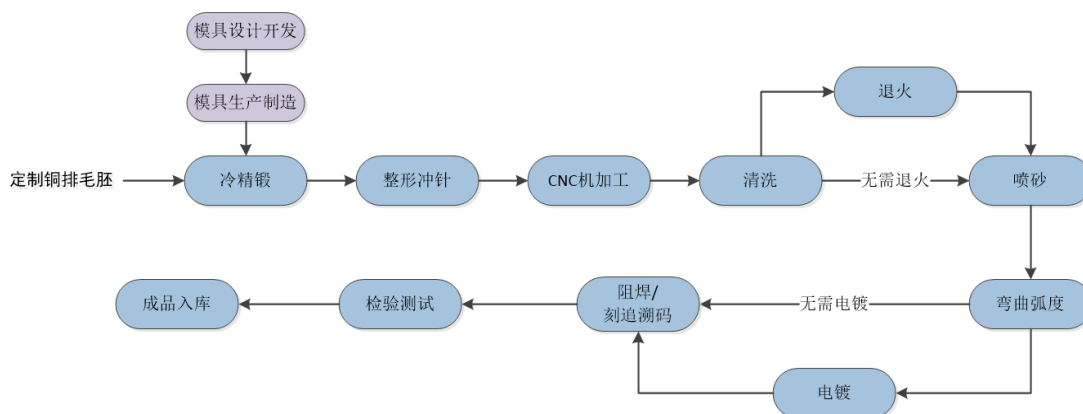 模具设计开发
模具生产制造
退火
定制铜排毛胚
冷精锻
整形冲针
CNC机加工
清洗
无需退火
喷砂
成品入库
检验测试
阻焊/
刻追溯码
无需电镀
弯曲弧度
电镀